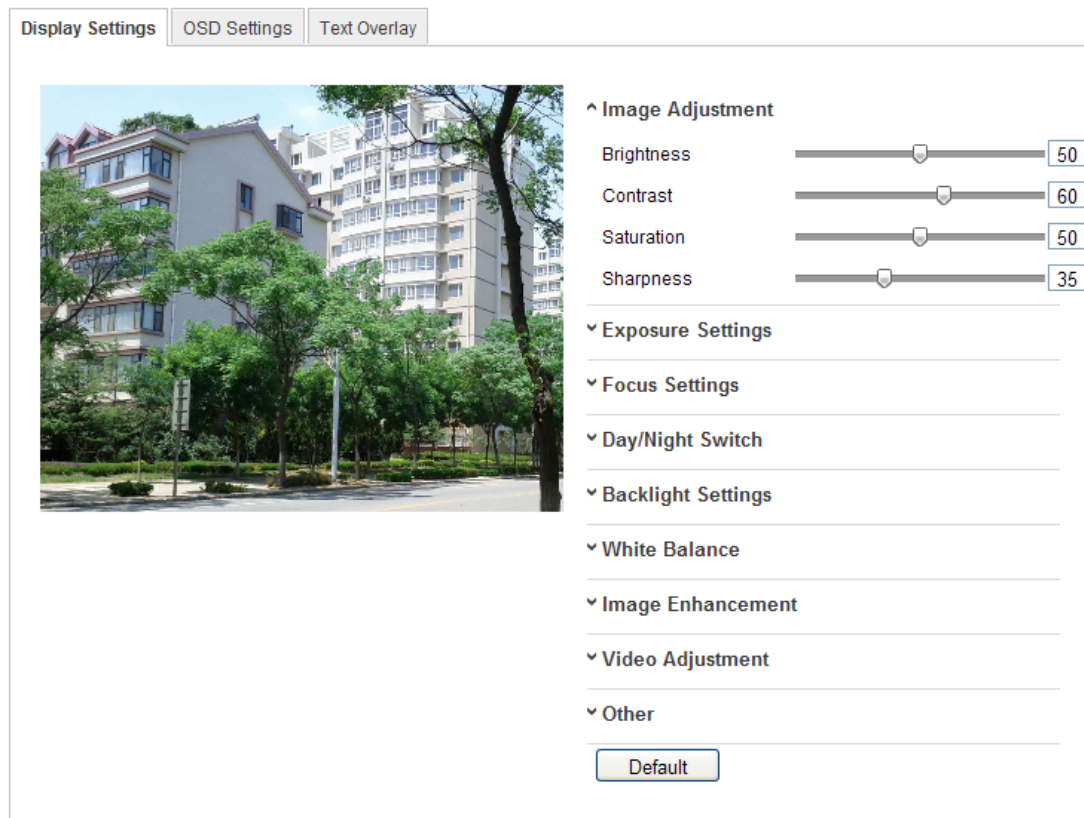 Display Settings OSD Settings Text Overlay
Image Adjustment
Brightness 50
Contrast 60
Saturation 50
Sharpness 35
Exposure Settings
Focus Settings
Day/Night Switch
Backlight Settings
White Balance
Image Enhancement
Video Adjustment
Other
Default